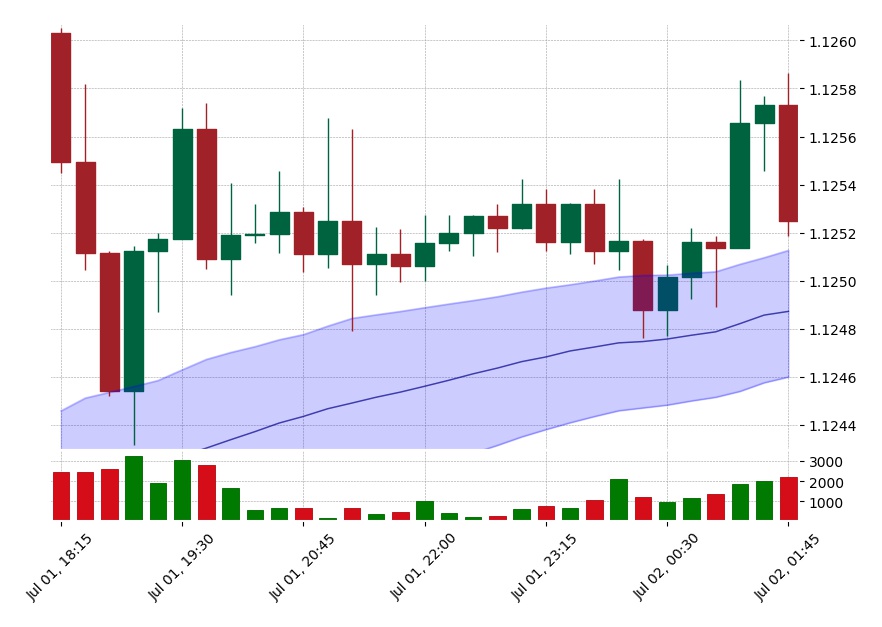 1.1260
1.1258
1.1256
1.1254
1.1252
1.1250
1.1248
1.1246
1.1244
3000
2000
1000
Jul 01, 18:15
Jul 01, 19:30
Jul 01, 20:45
Jul 01, 22:00
Jul 01, 23:15
Jul 02, 00:30
Jul 02, 01:45